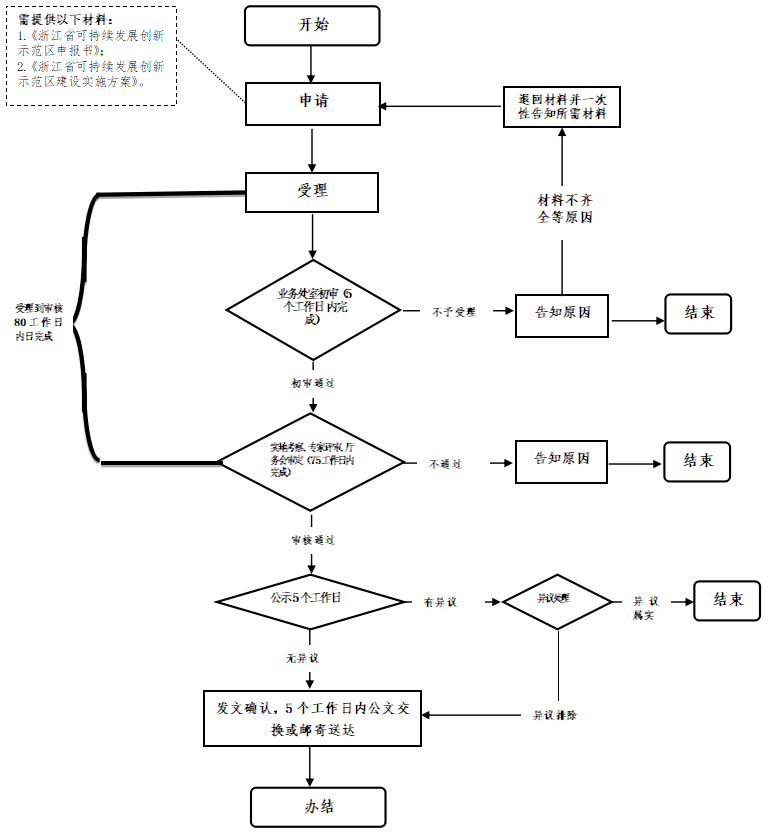 需提供以下材料：
1.《浙江省可持续发展创新
示范区申报书》；
2.《浙江省可持续发展创新
示范区建设实施方案》。
开始
申请
退回材料并一次
性告知所需材料
受理
材料不齐
全等原因
业务处室初审（5
个工作日内完
成）
不予受理
告知原因
结束
受理到审核
80工作日
内日完成
初审通过
实地考察、专家评审、厅
务会审定（75工作日内
完成）
不通过
告知原因
结束
审核通过
公示5个工作日
有异议
异议处理
异议
属实
结束
无异议
发文确认，5个工作日内公文交
换或邮寄送达
异议排除
办结